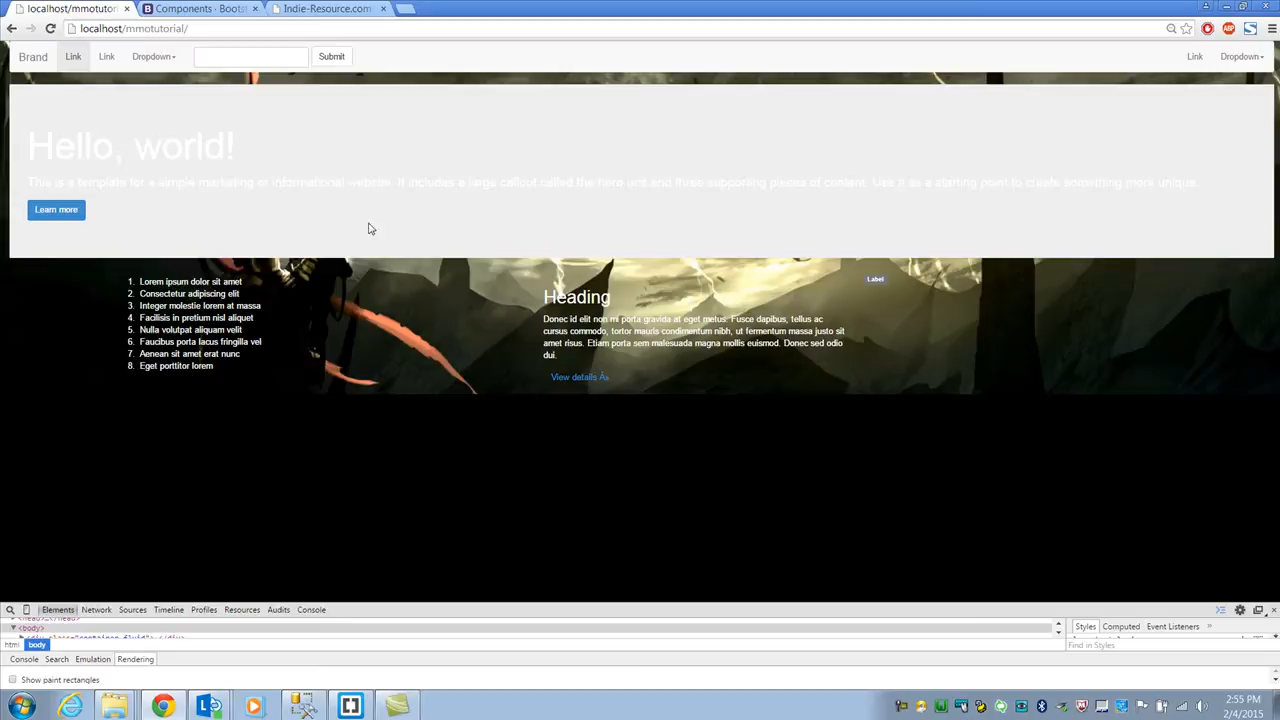 localhost/mmotutori
Components · Boots
Indie-Resource.com
localhost/mmotutorial/
Brand
Link
Link
Dropdown
Submit
Link
Dropdown
Hello, world!
This is a template for a simple marketing or informational website. It includes a large callout called the hero unit and three supporting pieces of content. Use it as a starting point to create something more unique.
Learn more
1. Lorem ipsum dolor sit amet
2. Consectetur adipiscing elit
3. Integer molestie lorem at massa
4. Facilisis in pretium nisl aliquet
5. Nulla volutpat aliquam velit
6. Faucibus porta lacus fringilla vel
7. Aenean sit amet erat nunc
8. Eget porttitor lorem
Heading
Donec id elit non mi porta gravida at eget metus. Fusce dapibus, tellus ac
cursus commodo, tortor mauris condimentum nibh, ut fermentum massa justo sit
amet risus. Etiam porta sem malesuada magna mollis euismod. Donec sed odio
dui.
View details Â»
Label
Elements Network Sources Timeline Profiles Resources Audits Console
<body>
html body
Styles Computed Event Listeners »
Find in Styles
Console Search Emulation Rendering
Show paint rectangles
2:55 PM
2/4/2015